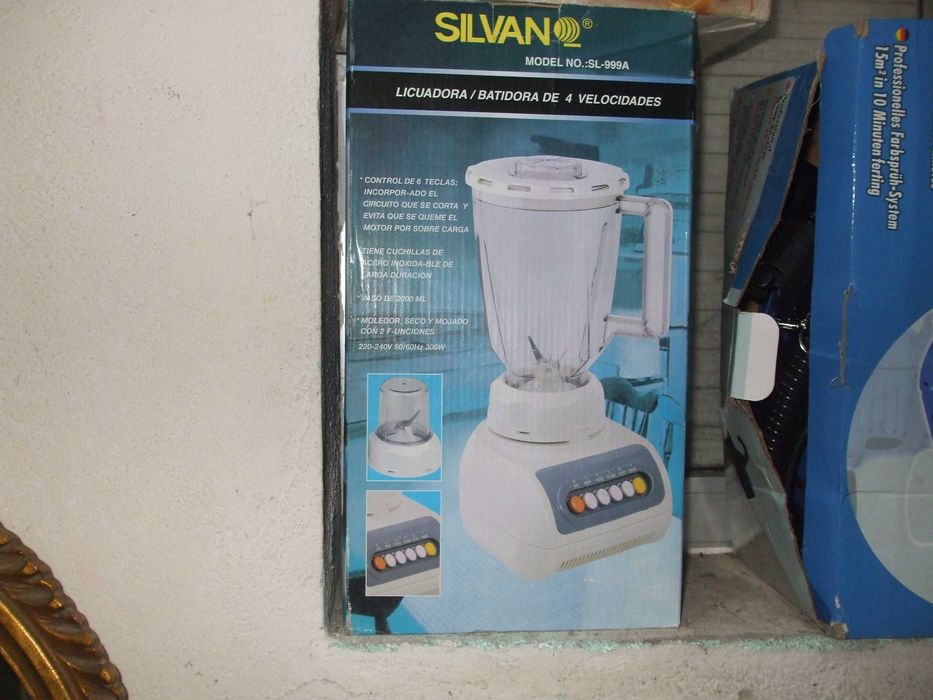 SILVANO®
MODEL NO.:SL-999A
LICUADORA / BATIDORA DE 4 VELOCIDADES
* CONTROL DE 6 TECLAS;
INCORPOR-ADO EL
CIRCUITO QUE SE CORTA Y
EVITA QUE SE QUEME EL
MOTOR POR SOBRE CARGA
* TIENE CUCHILLAS DE
ACERO INOXIDA-BLE DE
LARGA DURACION
* VASO DE 2000 ML
* MOLEDOR, SECO Y MOJADO
CON 2 F-UNCIONES
220-240V 50/60Hz 300W
Professionelles Farbsprüh-System
15m² in 10 Minuten ferting